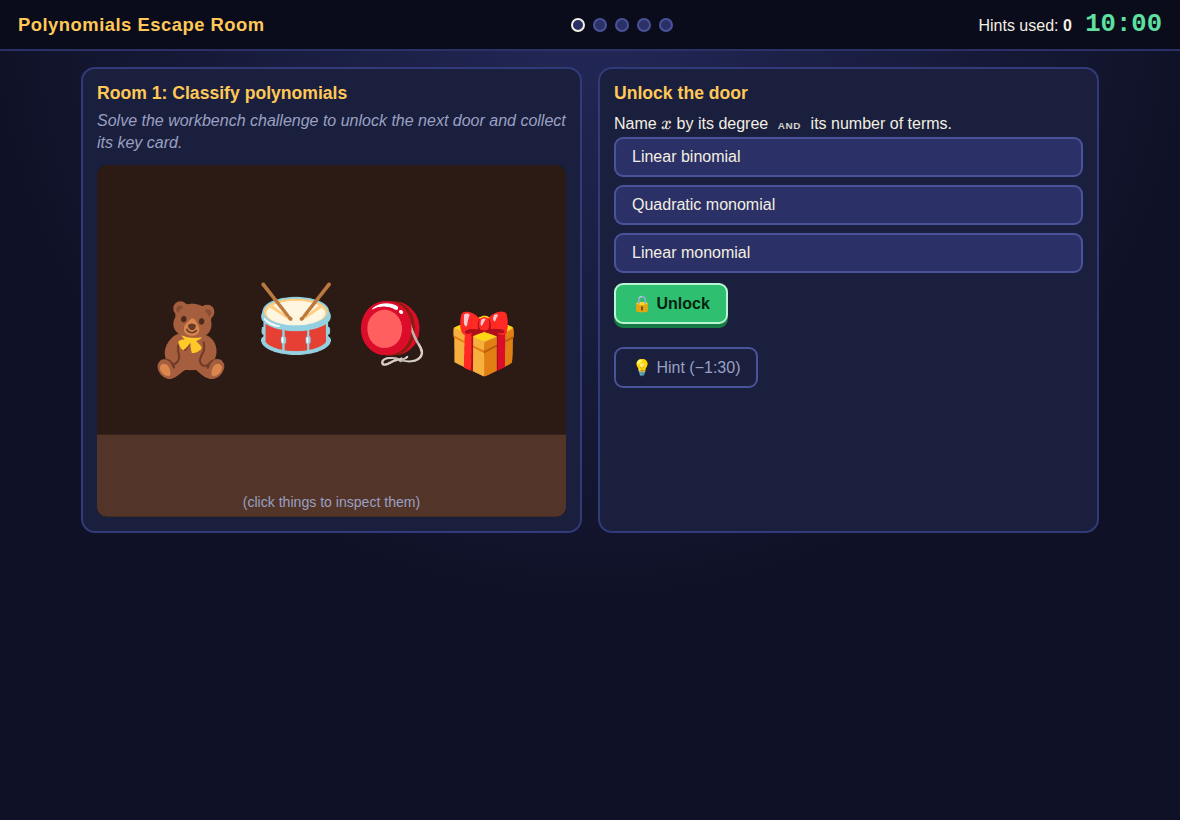 Polynomials Escape Room
Hints used: 0 10:00
Room 1: Classify polynomials
Solve the workbench challenge to unlock the next door and collect
its key card.
(click things to inspect them)
Unlock the door
Name x by its degree AND its number of terms.
Linear binomial
Quadratic monomial
Linear monomial
🔒 Unlock
💡 Hint (−1:30)